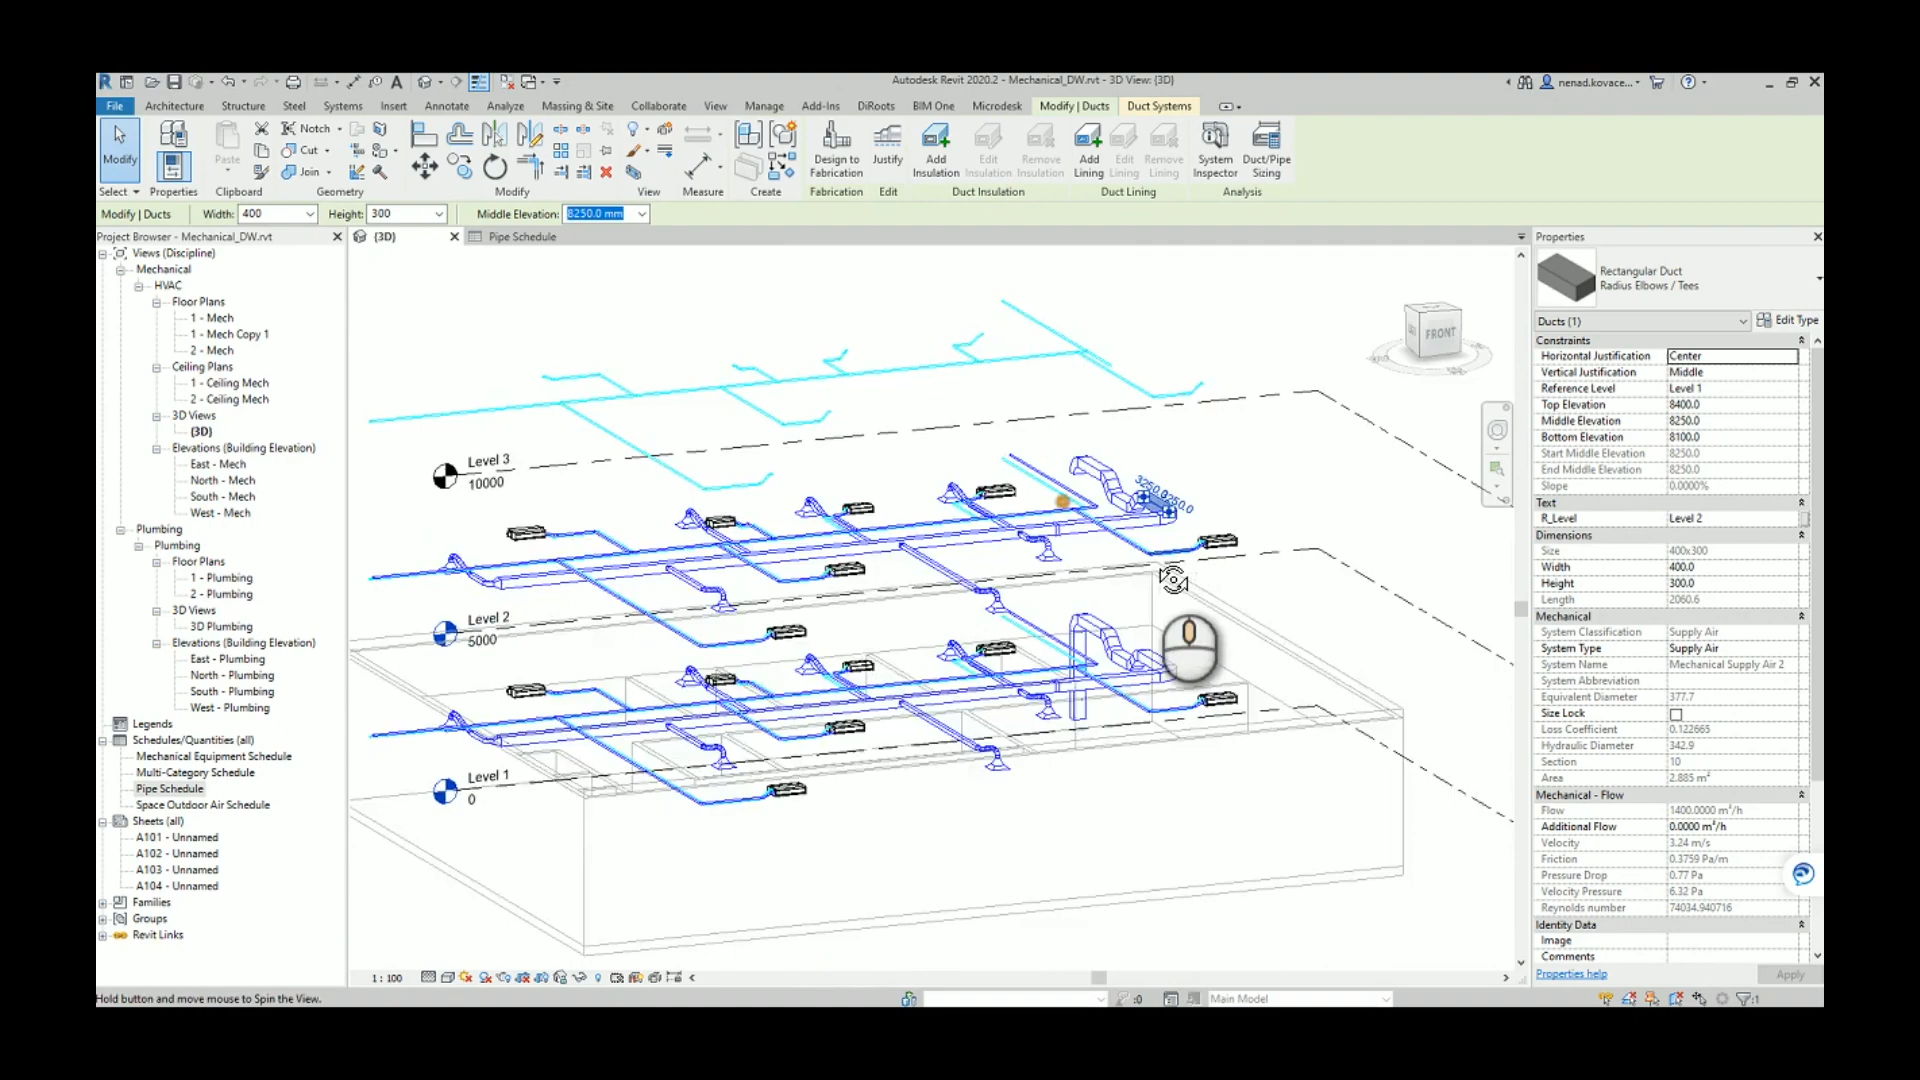 Autodesk Revit 2020.2 - Mechanical_DW.rvt - 3D View: {3D}
nenad.kovace...
File Architecture Structure Steel Systems Insert Annotate Analyze Massing & Site Collaborate View Manage Add-Ins DiRoots BIM One Microdesk Modify | Ducts Duct Systems
Modify
Paste
Notch
Cut
Join
Design to Fabrication
Justify
Add Insulation
Edit Insulation
Remove Insulation
Add Lining
Edit Lining
Remove Lining
System Inspector
Duct/Pipe Sizing
Select Properties Clipboard Geometry Modify View Measure Create Fabrication Edit Duct Insulation Duct Lining Analysis
Modify | Ducts Width: 400 Height: 300 Middle Elevation: 8250.0 mm
Project Browser - Mechanical_DW.rvt
{3D}
Pipe Schedule
Views (Discipline)
Mechanical
HVAC
Floor Plans
1 - Mech
1 - Mech Copy 1
2 - Mech
Ceiling Plans
1 - Ceiling Mech
2 - Ceiling Mech
3D Views
{3D}
Elevations (Building Elevation)
East - Mech
North - Mech
South - Mech
West - Mech
Plumbing
Plumbing
Floor Plans
1 - Plumbing
2 - Plumbing
3D Views
3D Plumbing
Elevations (Building Elevation)
East - Plumbing
North - Plumbing
South - Plumbing
West - Plumbing
Legends
Schedules/Quantities (all)
Mechanical Equipment Schedule
Multi-Category Schedule
Pipe Schedule
Space Outdoor Air Schedule
Sheets (all)
A101 - Unnamed
A102 - Unnamed
A103 - Unnamed
A104 - Unnamed
Families
Groups
Revit Links
FRONT
Level 3
10000
Level 2
5000
Level 1
0
1 : 100
Properties
Rectangular Duct
Radius Elbows / Tees
Ducts (1)
Edit Type
Constraints
Horizontal Justification Center
Vertical Justification Middle
Reference Level Level 1
Top Elevation 8400.0
Middle Elevation 8250.0
Bottom Elevation 8100.0
Start Middle Elevation 8250.0
End Middle Elevation 8250.0
Slope 0.0000%
Text
R_Level Level 2
Dimensions
Size 400x300
Width 400.0
Height 300.0
Length 2060.6
Mechanical
System Classification Supply Air
System Type Supply Air
System Name Mechanical Supply Air 2
System Abbreviation
Equivalent Diameter 377.7
Size Lock
Loss Coefficient 0.122665
Hydraulic Diameter 342.9
Section 10
Area 2.885 m²
Mechanical - Flow
Flow 1400.0000 m³/h
Additional Flow 0.0000 m³/h
Velocity 3.24 m/s
Friction 0.3759 Pa/m
Pressure Drop 0.77 Pa
Velocity Pressure 6.32 Pa
Reynolds number 74034.940716
Identity Data
Image
Comments
Properties help
Apply
Hold button and move mouse to Spin the View.
:0
Main Model
:1